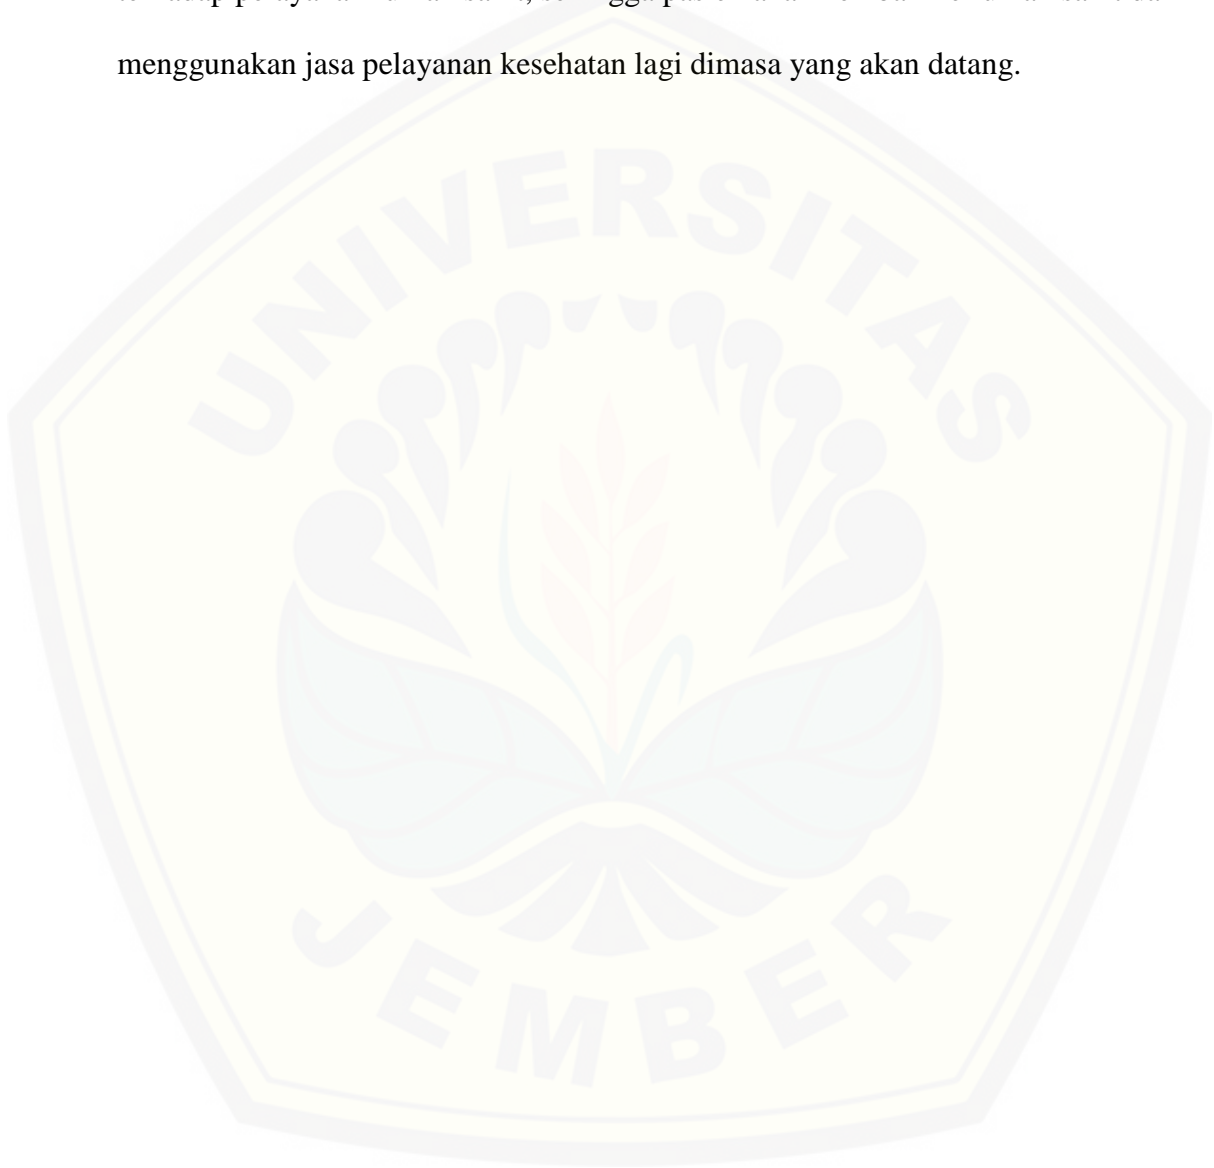 menggunakan jasa pelayanan kesehatan lagi dimasa yang akan datang.
UNIVERSITAS
JEMBER